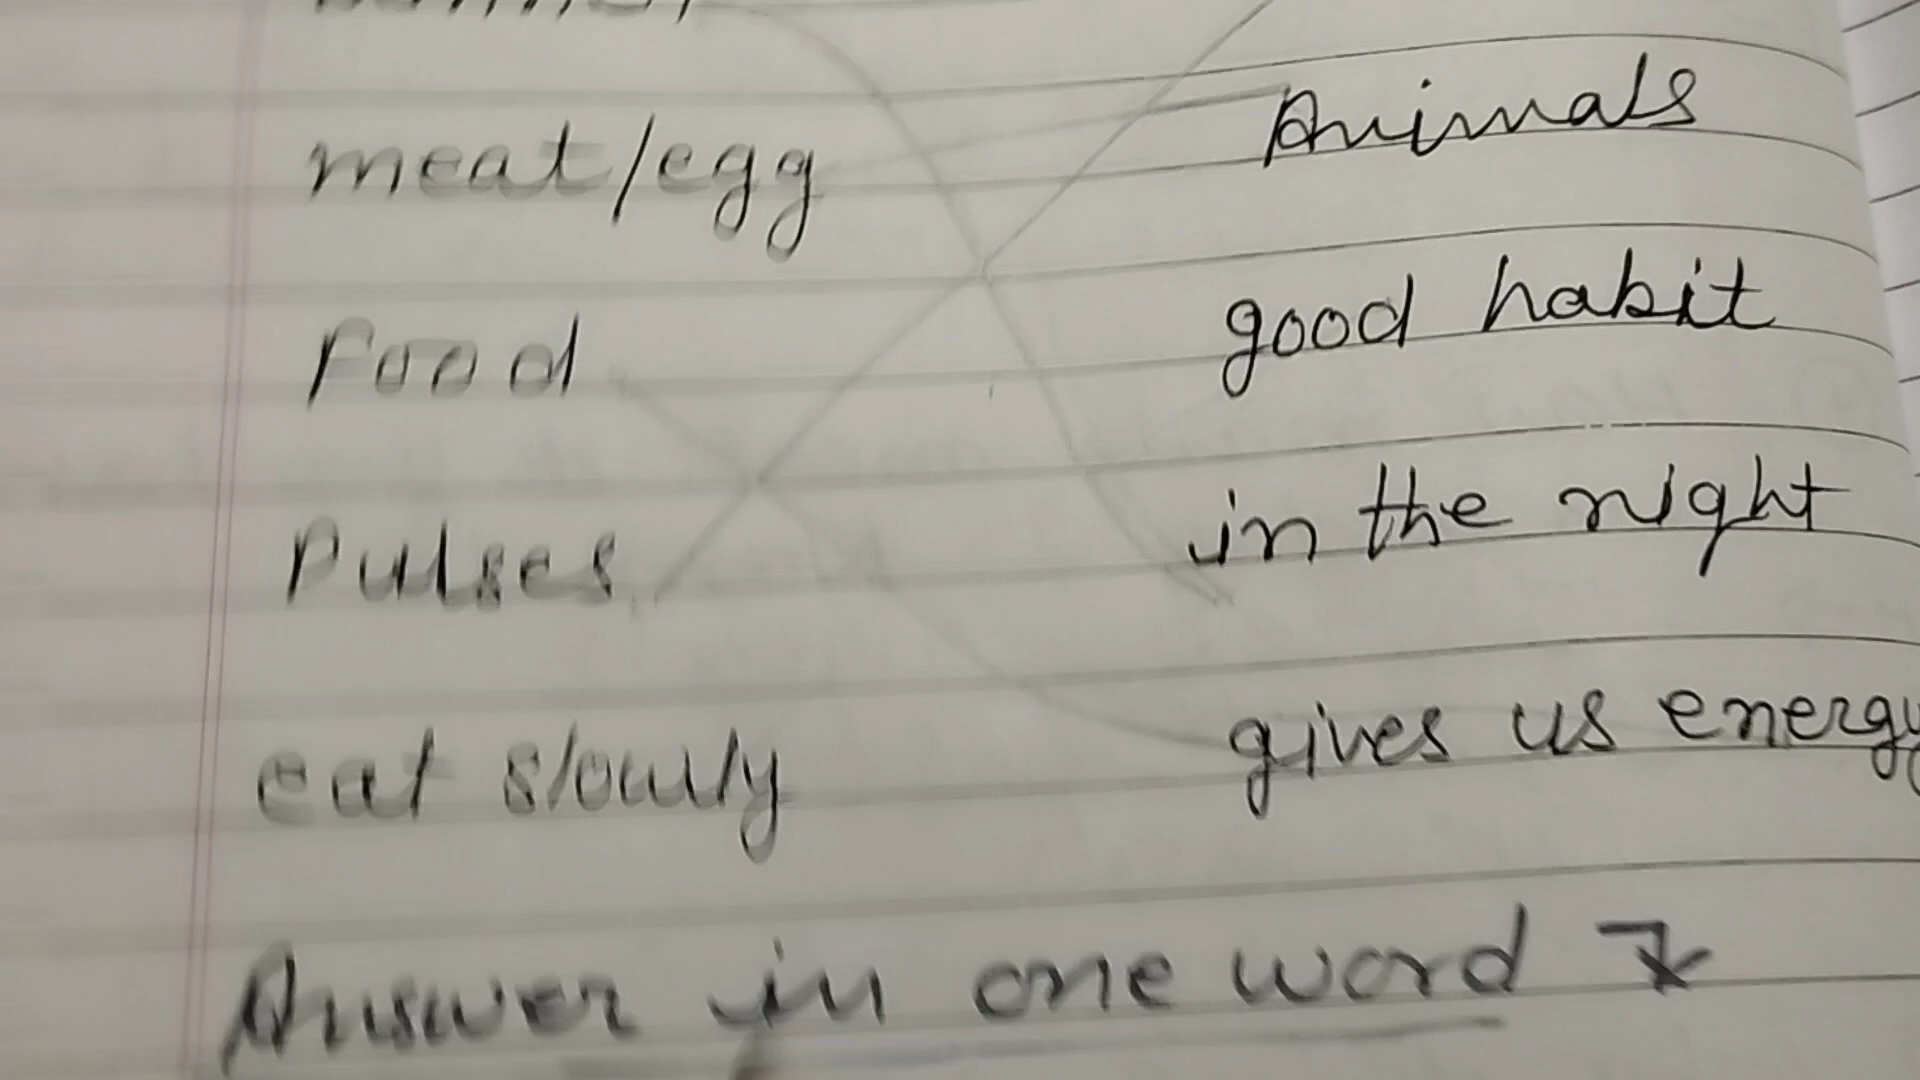 meat/egg Animals
Food good habit
Pulses in the night
eat slowly gives us energy
Answer in one word